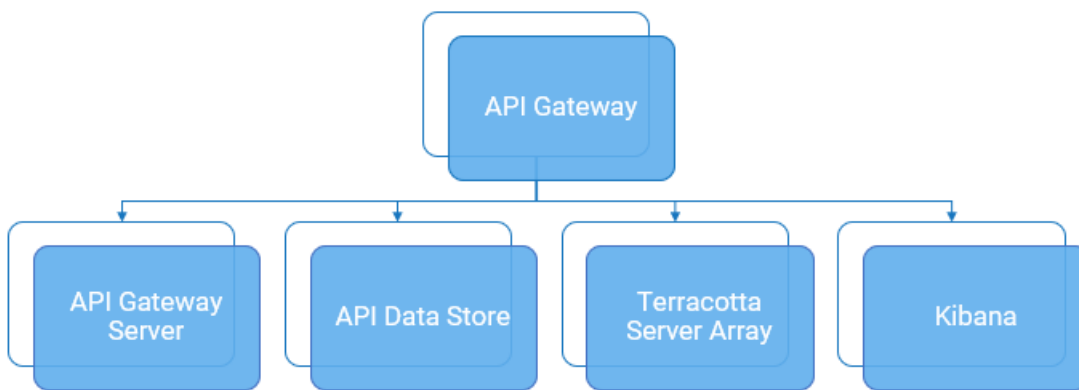 API Gateway
API Gateway
Server
API Data Store
Terracotta
Server Array
Kibana